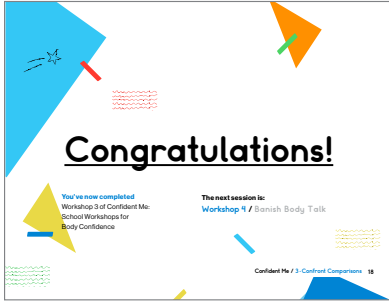 Congratulations!
You've now completed
Workshop 3 of Confident Me:
School Workshops for
Body Confidence
The next session is:
Workshop 4 / Banish Body Talk
Confident Me / 3-Confront Comparisons 18